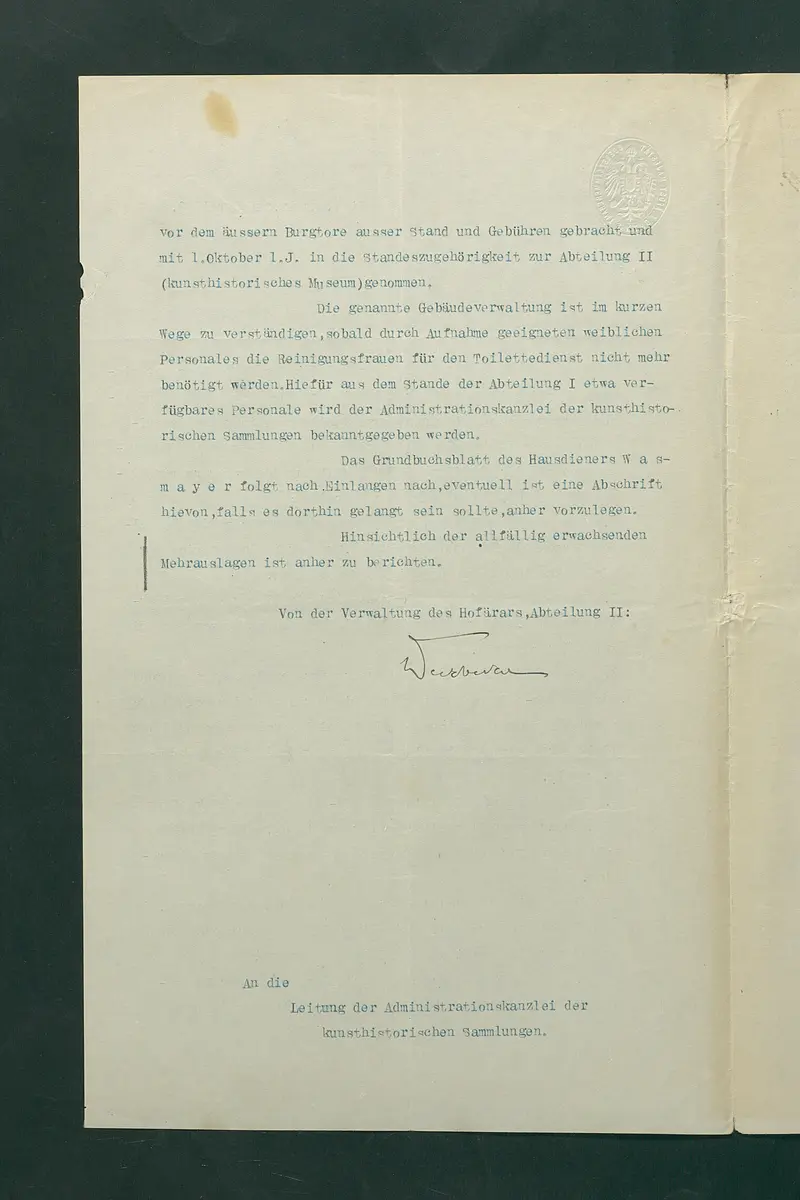 vor dem äussern Burgtore ausser Stand und Gebühren gebracht und
mit 1.Oktober l.J. in die Standeszugehörigkeit zur Abteilung II
(kunsthistorisches Museum)genommen.
Die genannte Gebäudeverwaltung ist im kurzen
Wege zu verständigen,sobald durch Aufnahme geeigneten weiblichen
Personales die Reinigungsfrauen für den Toilettedienst nicht mehr
benötigt werden.Hiefür aus dem Stande der Abteilung I etwa ver-
fügbares Personale wird der Administrationskanzlei der kunsthisto-
rischen Sammlungen bekanntgegeben werden.
Das Grundbuchsblatt des Hausdieners W a s-
m a y e r folgt nach Einlangen nach,eventuell ist eine Abschrift
hievon,falls es dorthin gelangt sein sollte,anher vorzulegen.
Hinsichtlich der allfällig erwachsenden
Mehrauslagen ist anher zu berichten.
Von der Verwaltung des Hofärars,Abteilung II:
An die
Leitung der Administrationskanzlei der
kunsthistorischen Sammlungen.